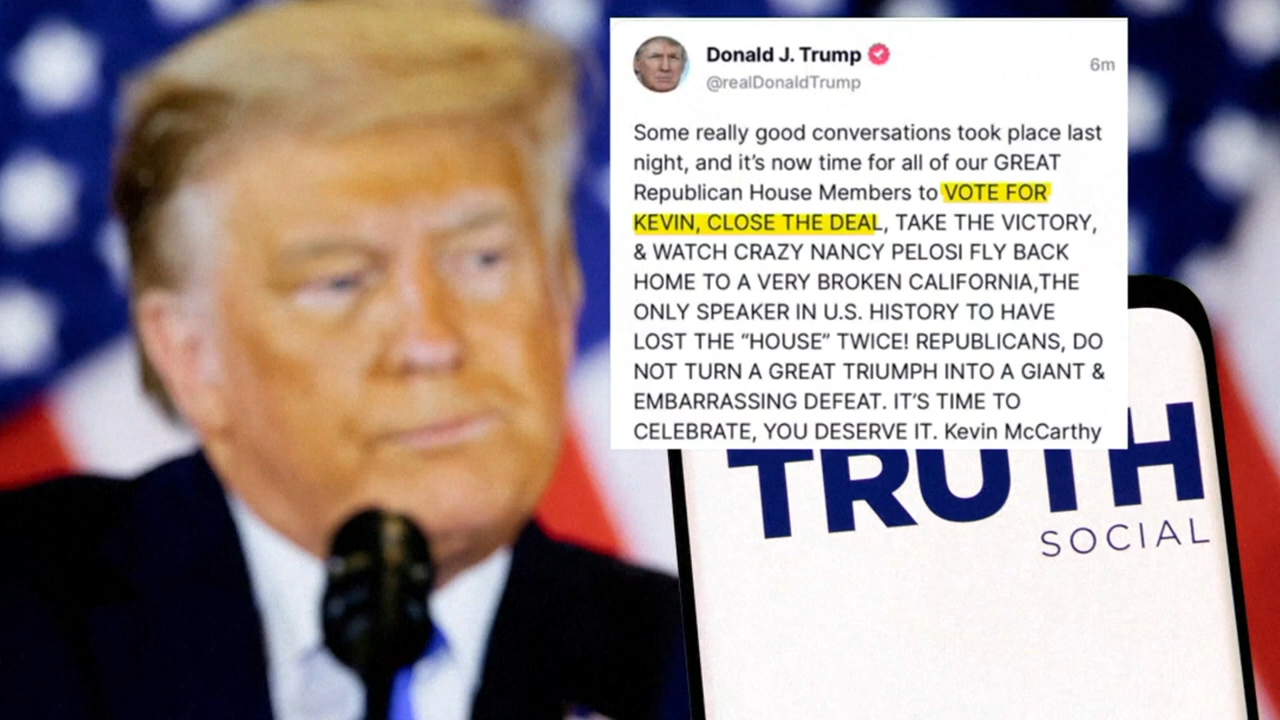 Donald J. Trump
@realDonaldTrump
6m
Some really good conversations took place last
night, and it’s now time for all of our GREAT
Republican House Members to VOTE FOR
KEVIN, CLOSE THE DEAL, TAKE THE VICTORY,
& WATCH CRAZY NANCY PELOSI FLY BACK
HOME TO A VERY BROKEN CALIFORNIA,THE
ONLY SPEAKER IN U.S. HISTORY TO HAVE
LOST THE “HOUSE” TWICE! REPUBLICANS, DO
NOT TURN A GREAT TRIUMPH INTO A GIANT &
EMBARRASSING DEFEAT. IT’S TIME TO
CELEBRATE, YOU DESERVE IT. Kevin McCarthy
TRUTH
SOCIAL